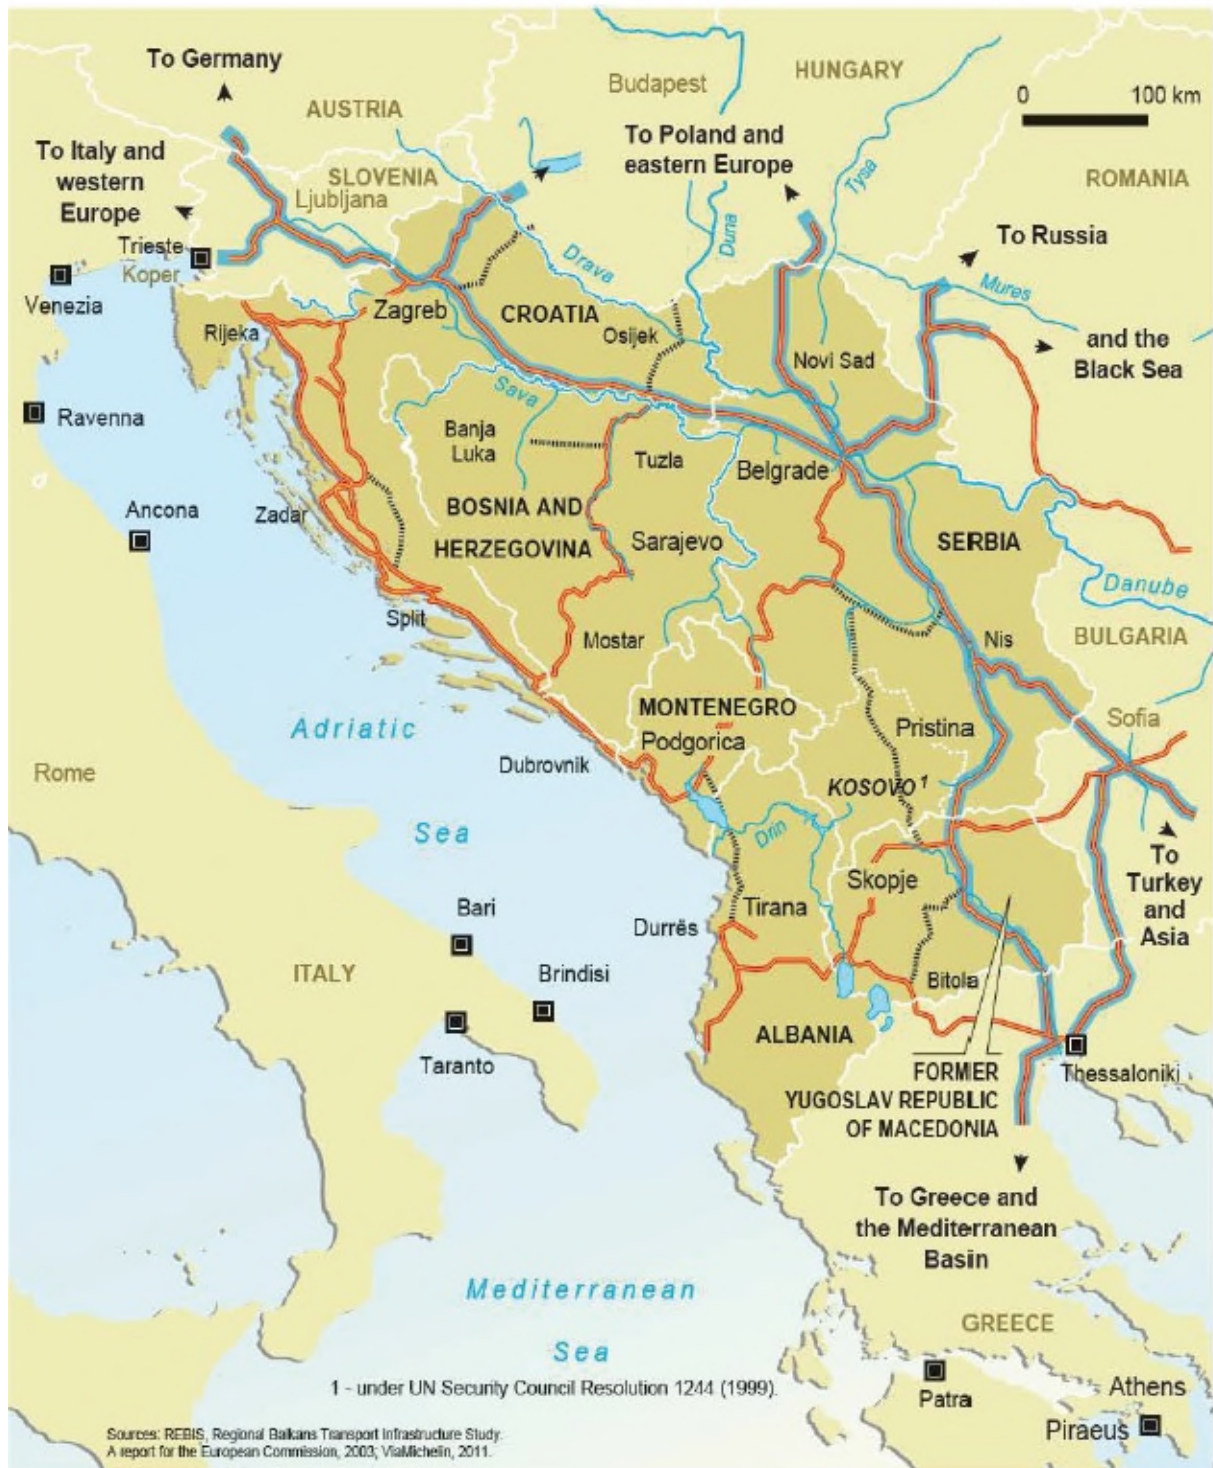 To Germany
AUSTRIA
Budapest
HUNGARY
0 100 km
To Italy and
western
Europe
SLOVENIA
Ljubljana
To Poland and
eastern Europe
Tysa
ROMANIA
Trieste
Koper
Venezia
Drava
Duna
To Russia
Mures
and the
Black Sea
Rijeka
Zagreb
CROATIA
Osijek
Novi Sad
Ravenna
Sava
Banja
Luka
Tuzla
Belgrade
Ancona
Zadar
BOSNIA AND
HERZEGOVINA
Sarajevo
SERBIA
Danube
Split
Mostar
Nis
BULGARIA
Adriatic
Sea
MONTENEGRO
Podgorica
Pristina
Sofia
Rome
Dubrovnik
KOSOVO 1
Drin
To
Turkey
and
Asia
Skopje
Bari
Durrës
Tirana
ITALY
Brindisi
Bitola
Taranto
ALBANIA
FORMER
YUGOSLAV REPUBLIC
OF MACEDONIA
Thessaloniki
To Greece and
the Mediterranean
Basin
Mediterranean
Sea
GREECE
1 - under UN Security Council Resolution 1244 (1999).
Patra
Athens
Piraeus
Sources: REBIS, Regional Balkans Transport Infrastructure Study.
A report for the European Commission, 2003; ViaMichelin, 2011.